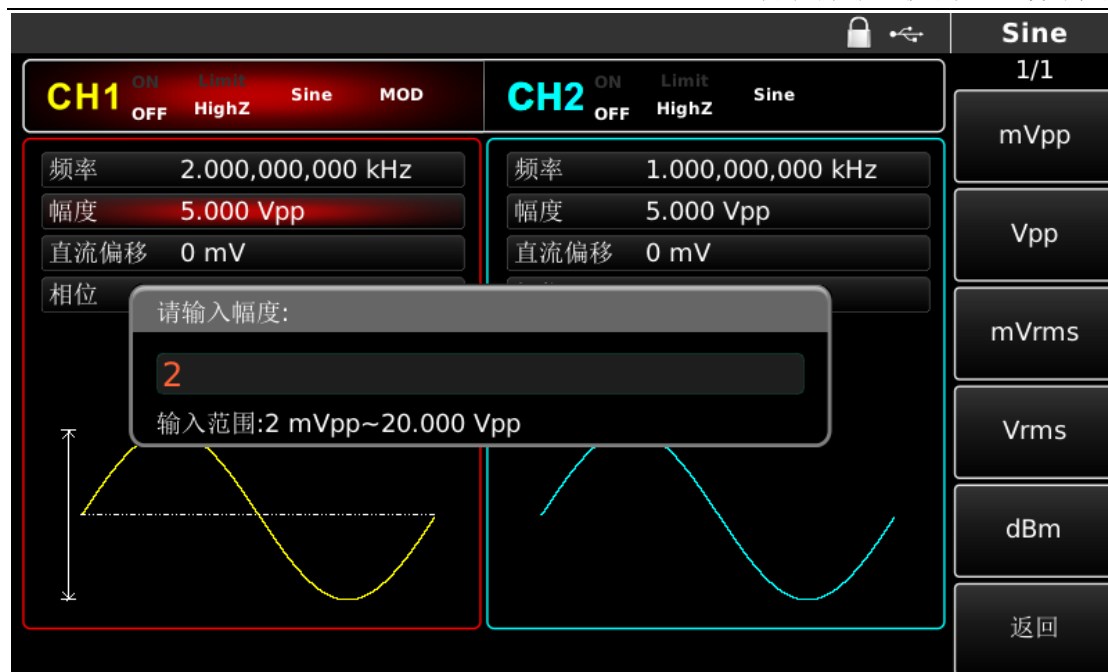 Sine
1/1
CH1 ON OFF Limit HighZ Sine MOD
CH2 ON OFF Limit HighZ Sine
频率 2.000,000,000 kHz
幅度 5.000 Vpp
直流偏移 0 mV
相位
频率 1.000,000,000 kHz
幅度 5.000 Vpp
直流偏移 0 mV
请输入幅度:
2
输入范围:2 mVpp~20.000 Vpp
mVpp
Vpp
mVrms
Vrms
dBm
返回